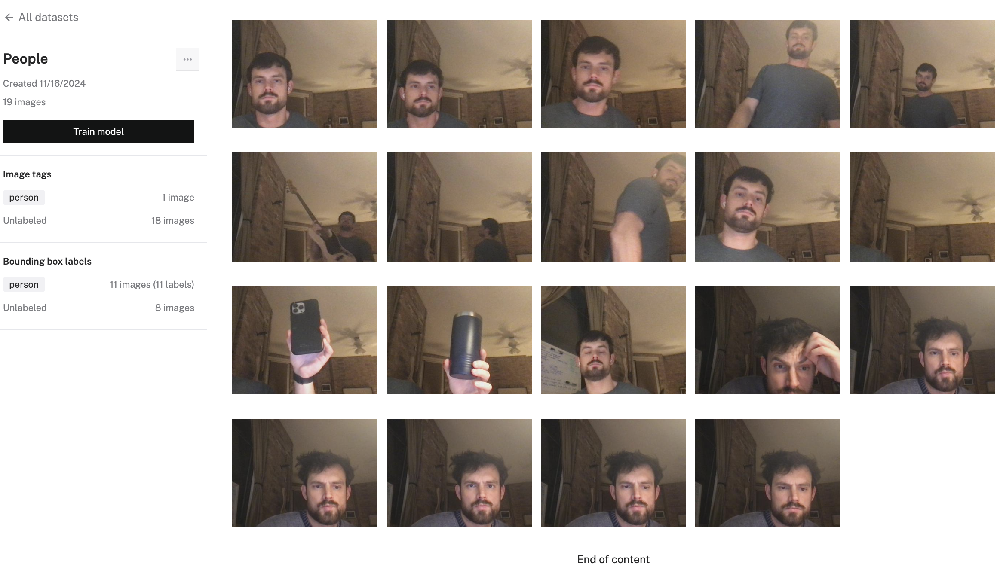 All datasets
People
Created 11/16/2024
19 images
Train model
Image tags
person 1 image
Unlabeled 18 images
Bounding box labels
person 11 images (11 labels)
Unlabeled 8 images
End of content